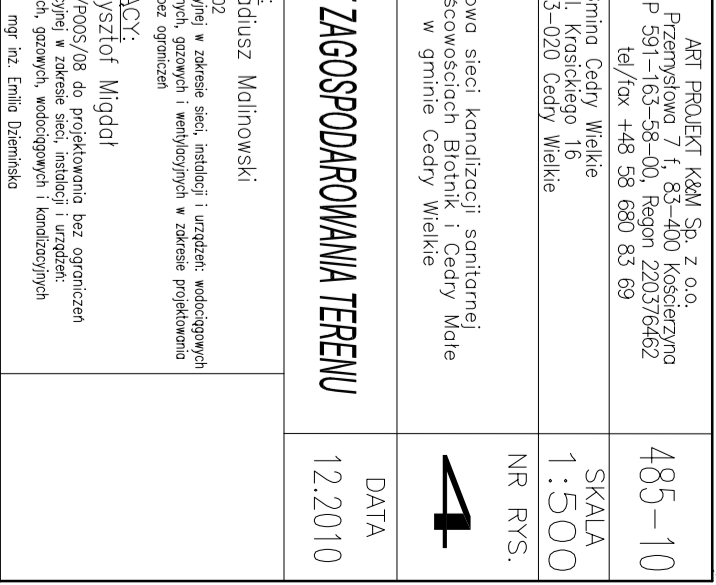 ART PROJEKT K&M Sp. z o.o.
Przemysłowa 7 f, 83-400 Kościerzyna
P 591-163-58-00, Regon 220376462
tel/fax +48 58 680 83 69
485-10
mina Cedry Wielkie
l. Krasickiego 16
3-020 Cedry Wielkie
SKALA
1:500
owa sieci kanalizacji sanitarnej
scowościach Błotnik i Cedry Małe
w gminie Cedry Wielkie
NR RYS.
4
ZAGOSPODAROWANIA TERENU
DATA
12.2010
adiusz Malinowski
02
yjnej w zakresie sieci, instalacji i urządzeń: wodociągowych
nych, gazowych i wentylacyjnych w zakresie projektowania
bez ograniczeń
ĄCY:
ysztof Migdał
/POOS/08 do projektowania bez ograniczeń
cyjnej w zakresie sieci, instalacji i urządzeń:
ch, gazowych, wodociągowych i kanalizacyjnych
mgr inż. Emilia Dziemińska